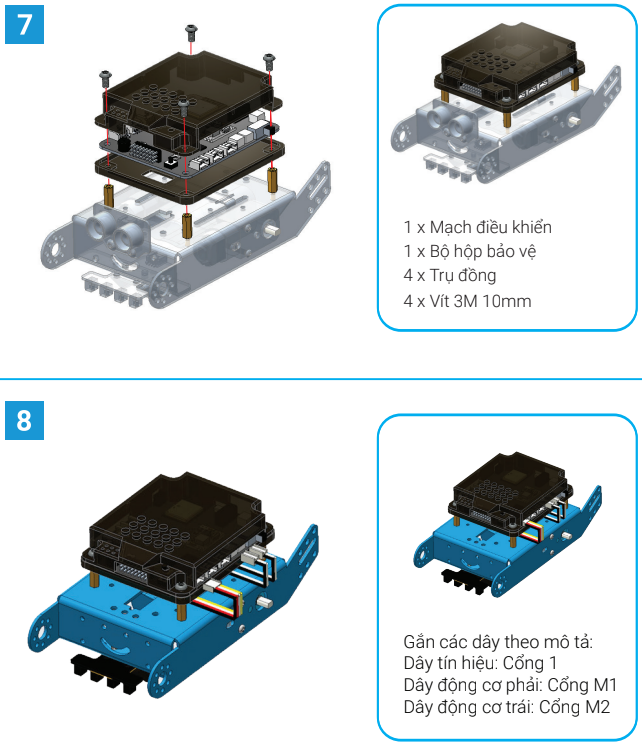 7
1 x Mạch điều khiển
1 x Bộ hộp bảo vệ
4 x Trụ đồng
4 x Vít 3M 10mm
8
Gắn các dây theo mô tả:
Dây tín hiệu: Cổng 1
Dây động cơ phải: Cổng M1
Dây động cơ trái: Cổng M2